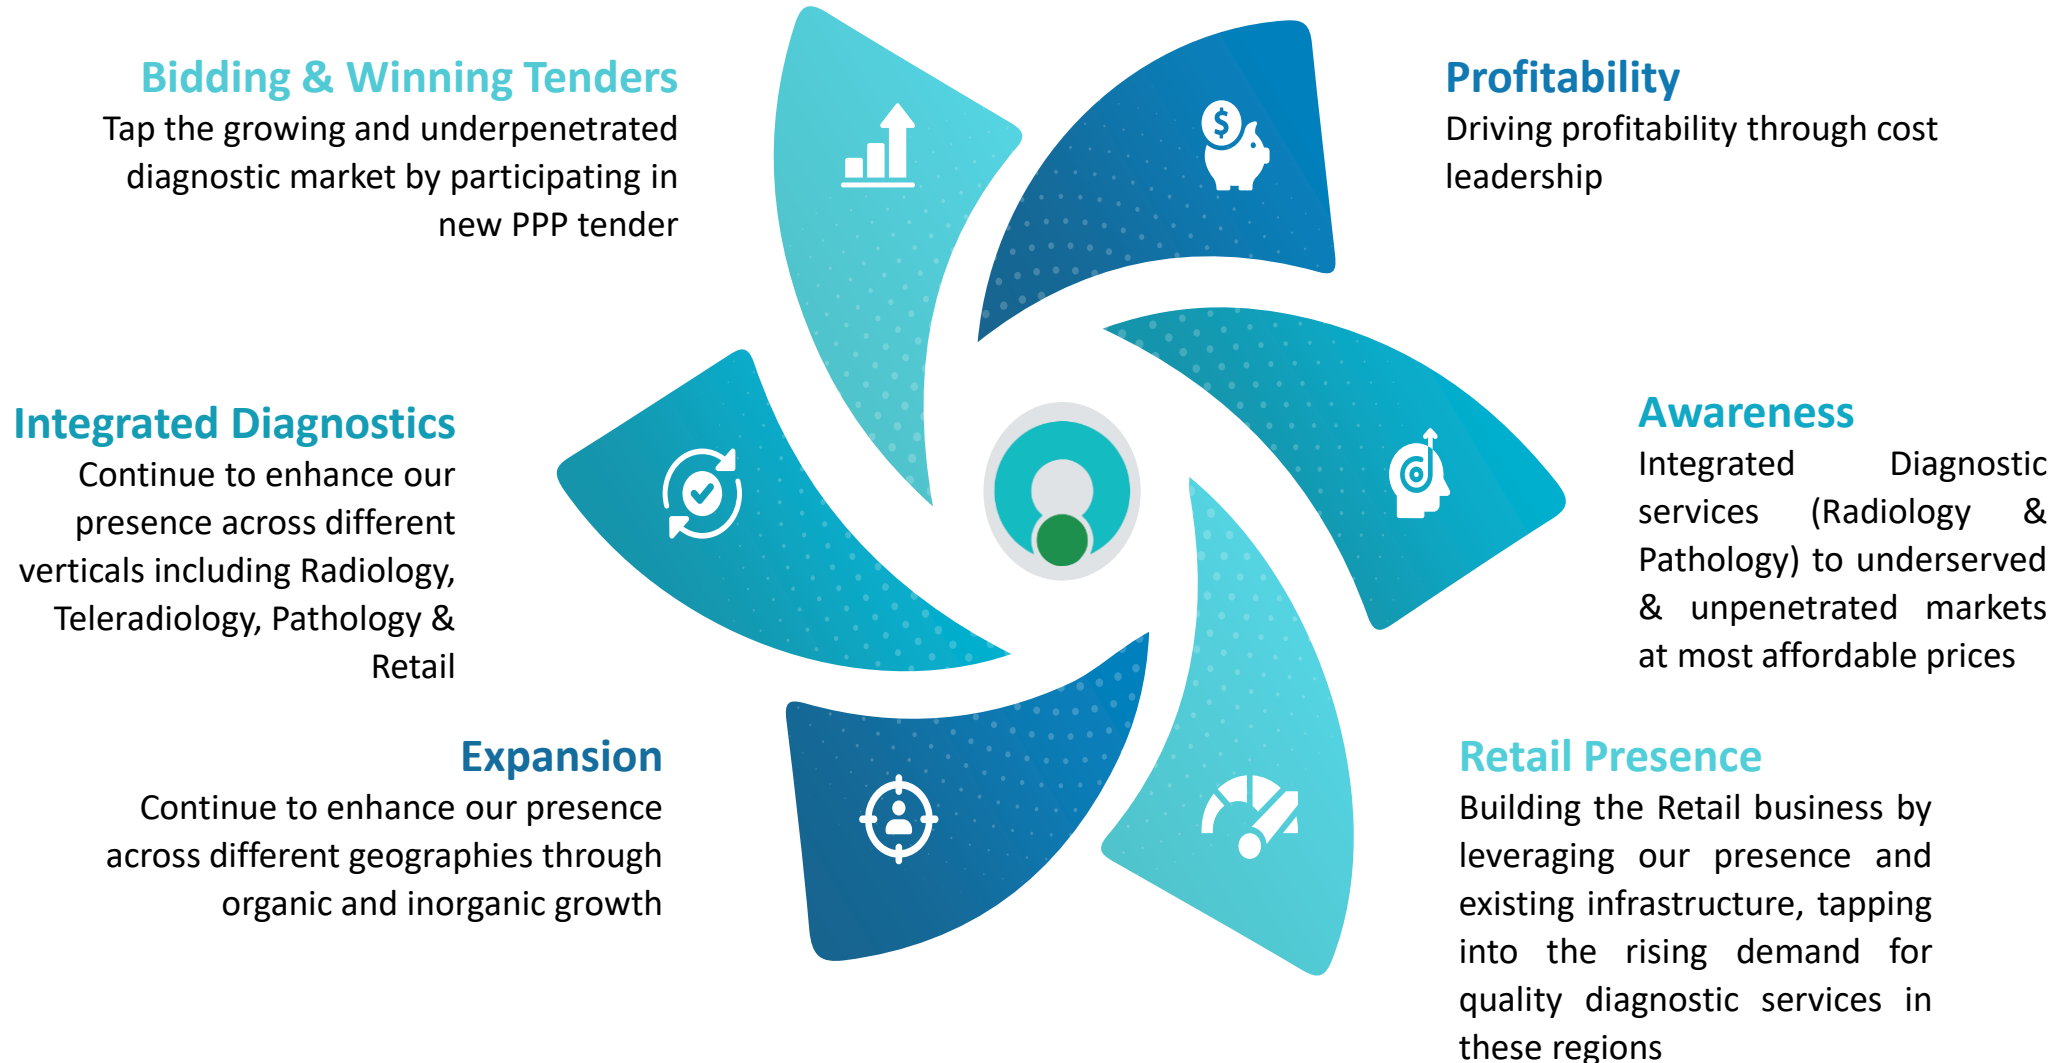 Bidding & Winning Tenders
Tap the growing and underpenetrated
diagnostic market by participating in
new PPP tender
Profitability
Driving profitability through cost
leadership
Integrated Diagnostics
Continue to enhance our
presence across different
verticals including Radiology,
Teleradiology, Pathology &
Retail
Awareness
Integrated Diagnostic
services (Radiology &
Pathology) to underserved
& unpenetrated markets
at most affordable prices
Expansion
Continue to enhance our presence
across different geographies through
organic and inorganic growth
Retail Presence
Building the Retail business by
leveraging our presence and
existing infrastructure, tapping
into the rising demand for
quality diagnostic services in
these regions
$